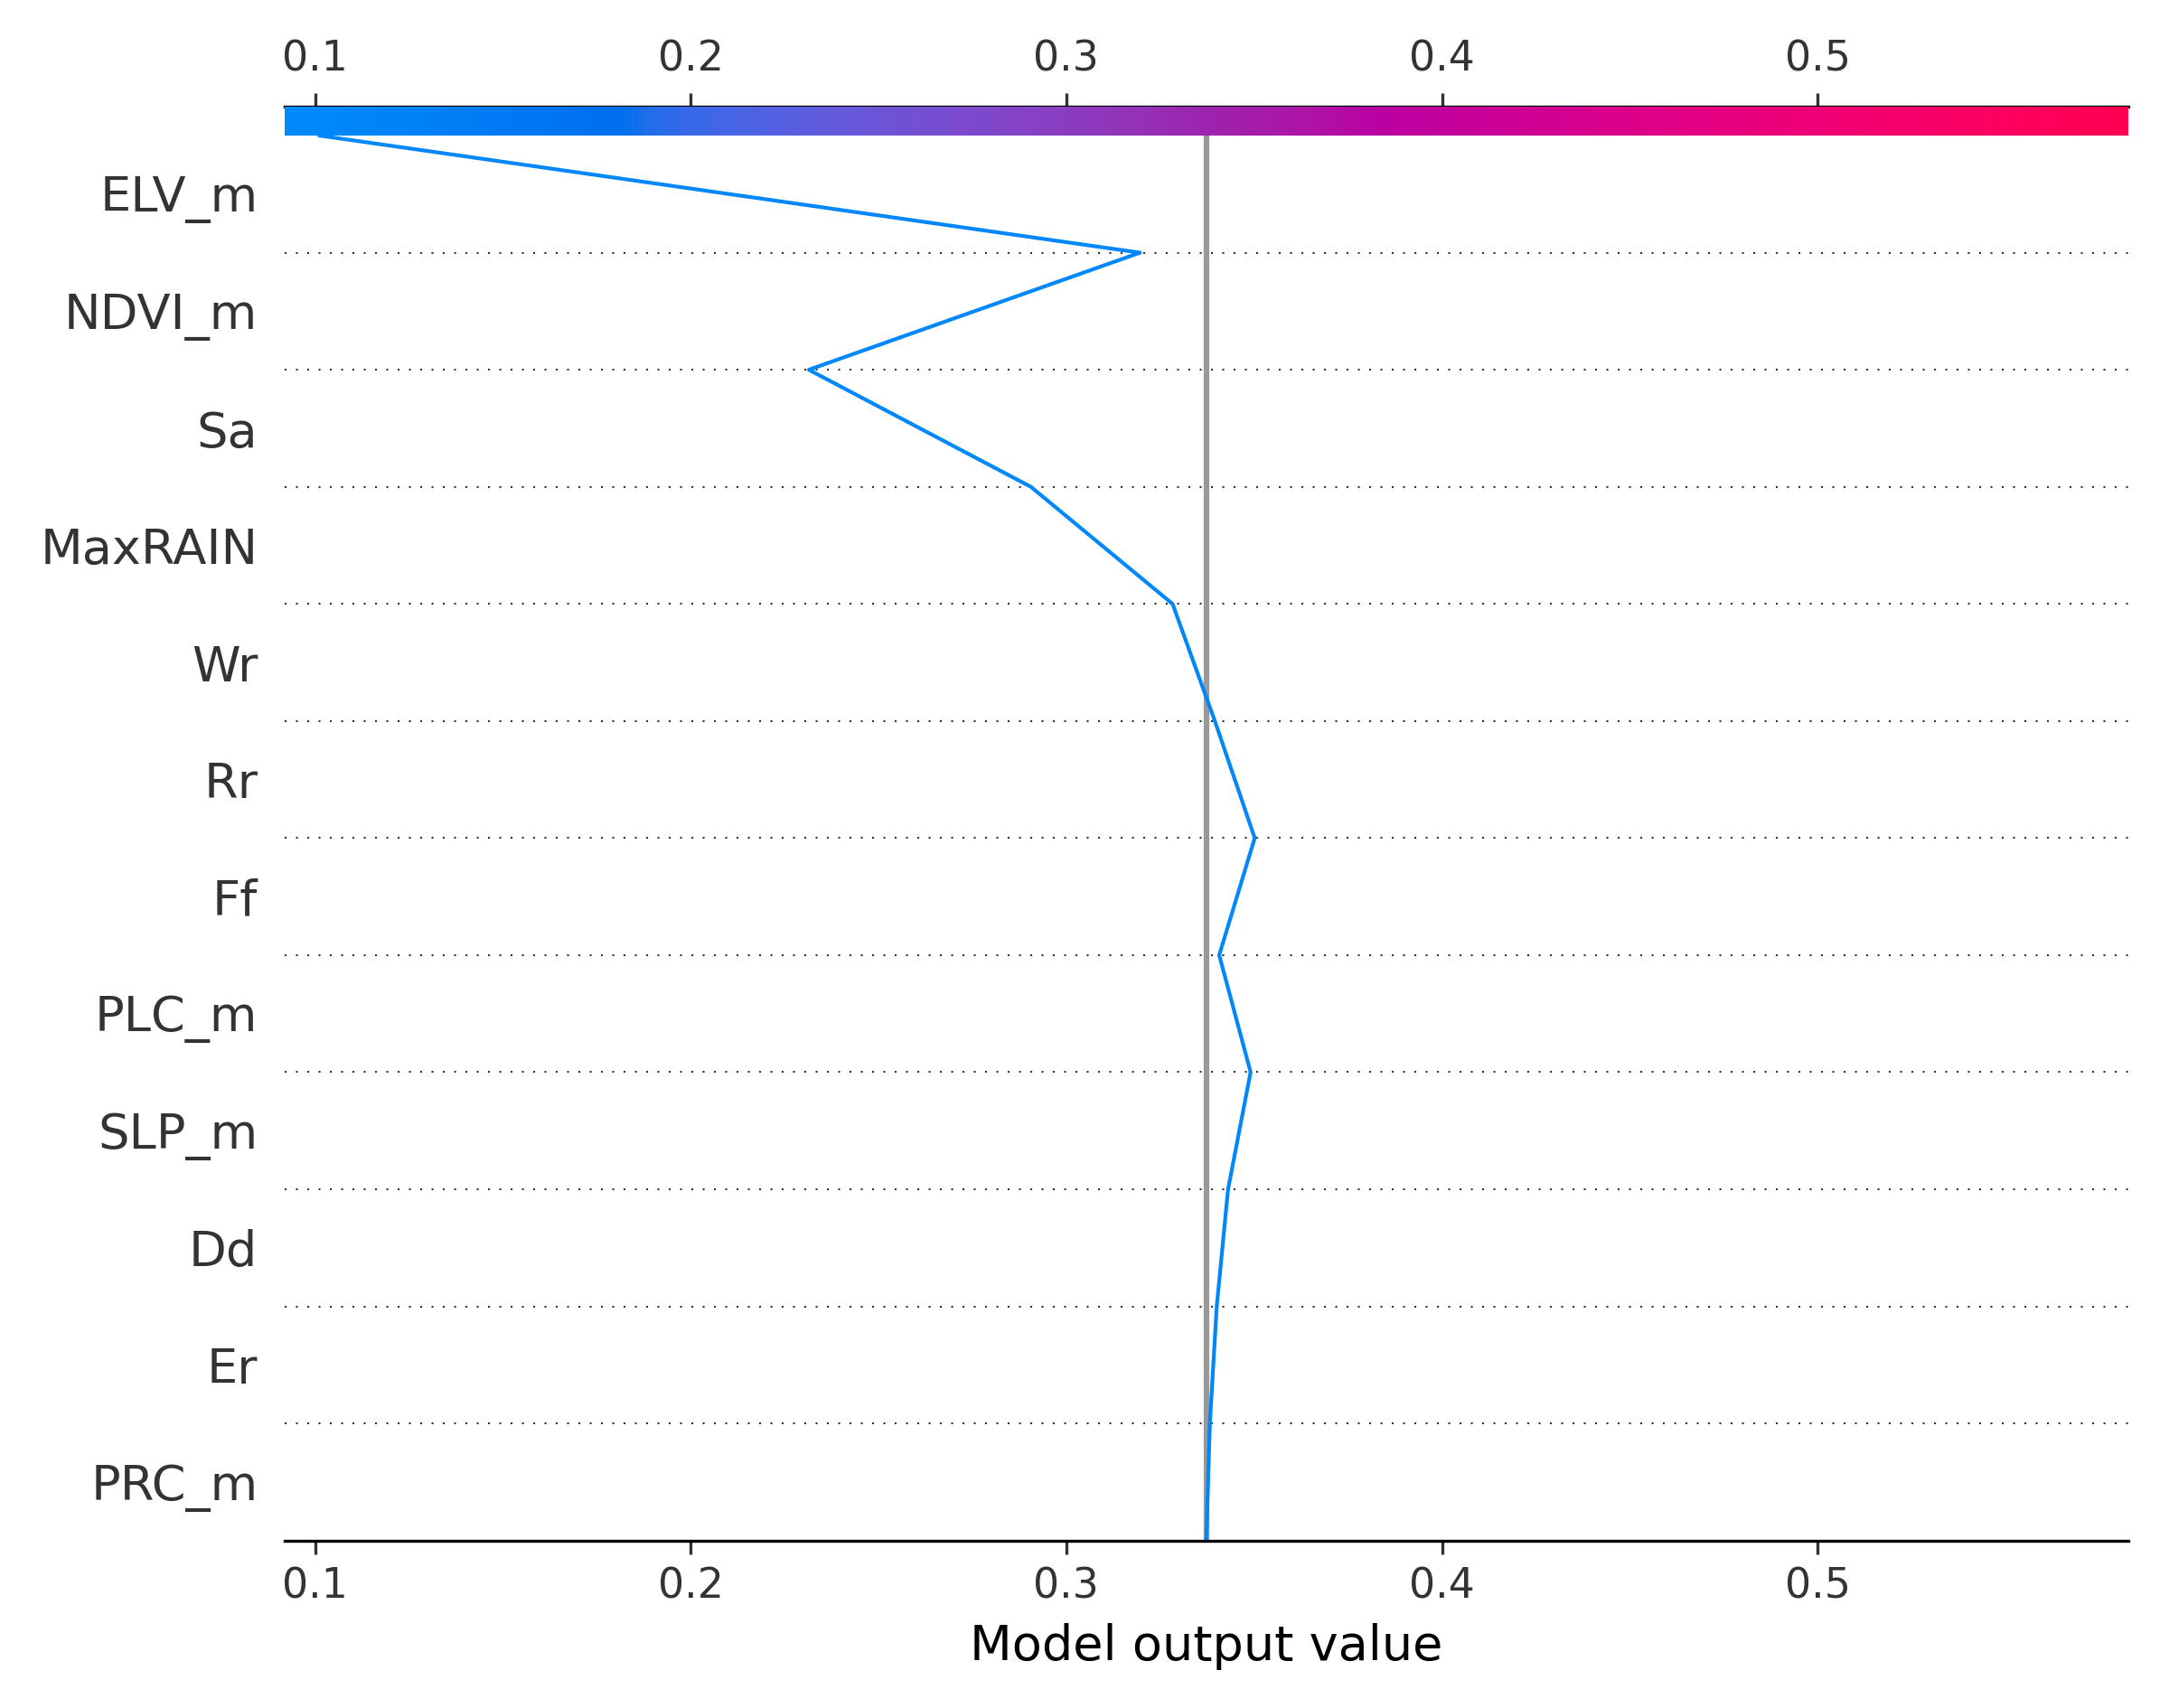 0.1 0.2 0.3 0.4 0.5
ELV_m
NDVI_m
Sa
MaxRAIN
Wr
Rr
Ff
PLC_m
SLP_m
Dd
Er
PRC_m
0.1 0.2 0.3 0.4 0.5
Model output value